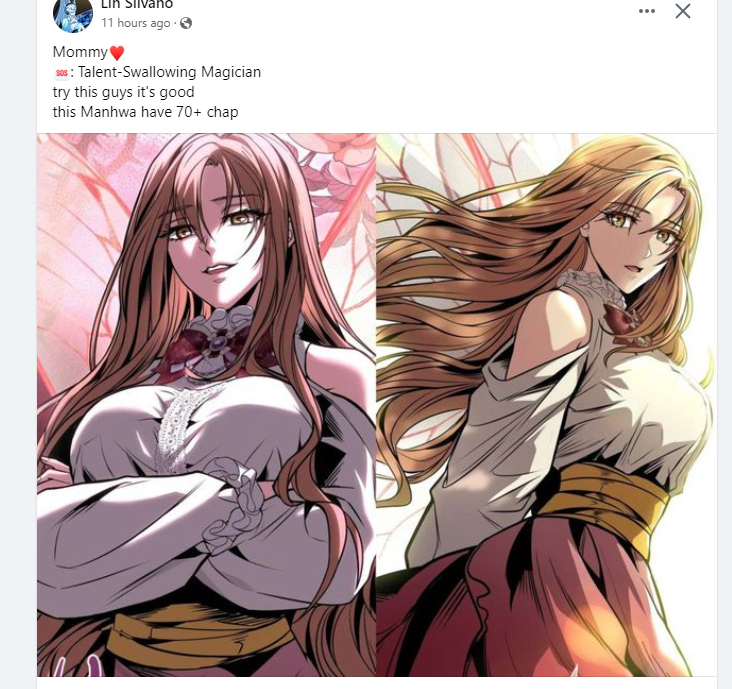 Lin Silvano
11 hours ago ·
Mommy❤️
🆘: Talent-Swallowing Magician
try this guys it's good
this Manhwa have 70+ chap